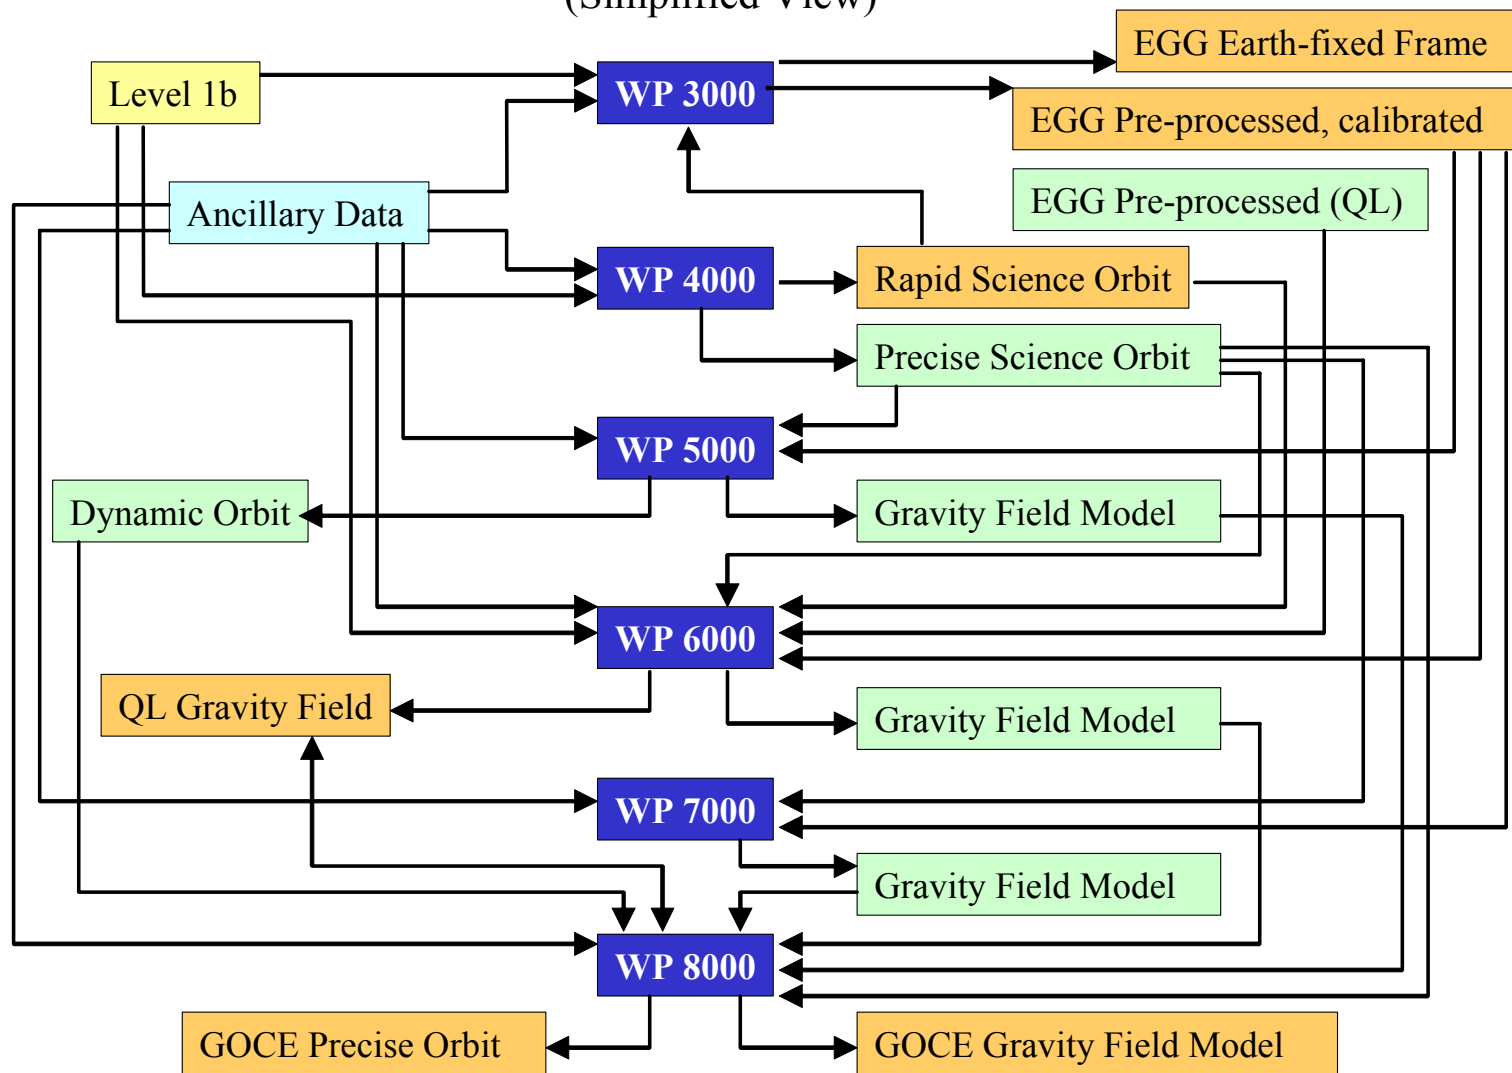 (Simplified View)
EGG Earth-fixed Frame
Level 1b
WP 3000
EGG Pre-processed, calibrated
Ancillary Data
EGG Pre-processed (QL)
WP 4000
Rapid Science Orbit
Precise Science Orbit
WP 5000
Dynamic Orbit
Gravity Field Model
WP 6000
QL Gravity Field
Gravity Field Model
WP 7000
Gravity Field Model
WP 8000
GOCE Precise Orbit
GOCE Gravity Field Model